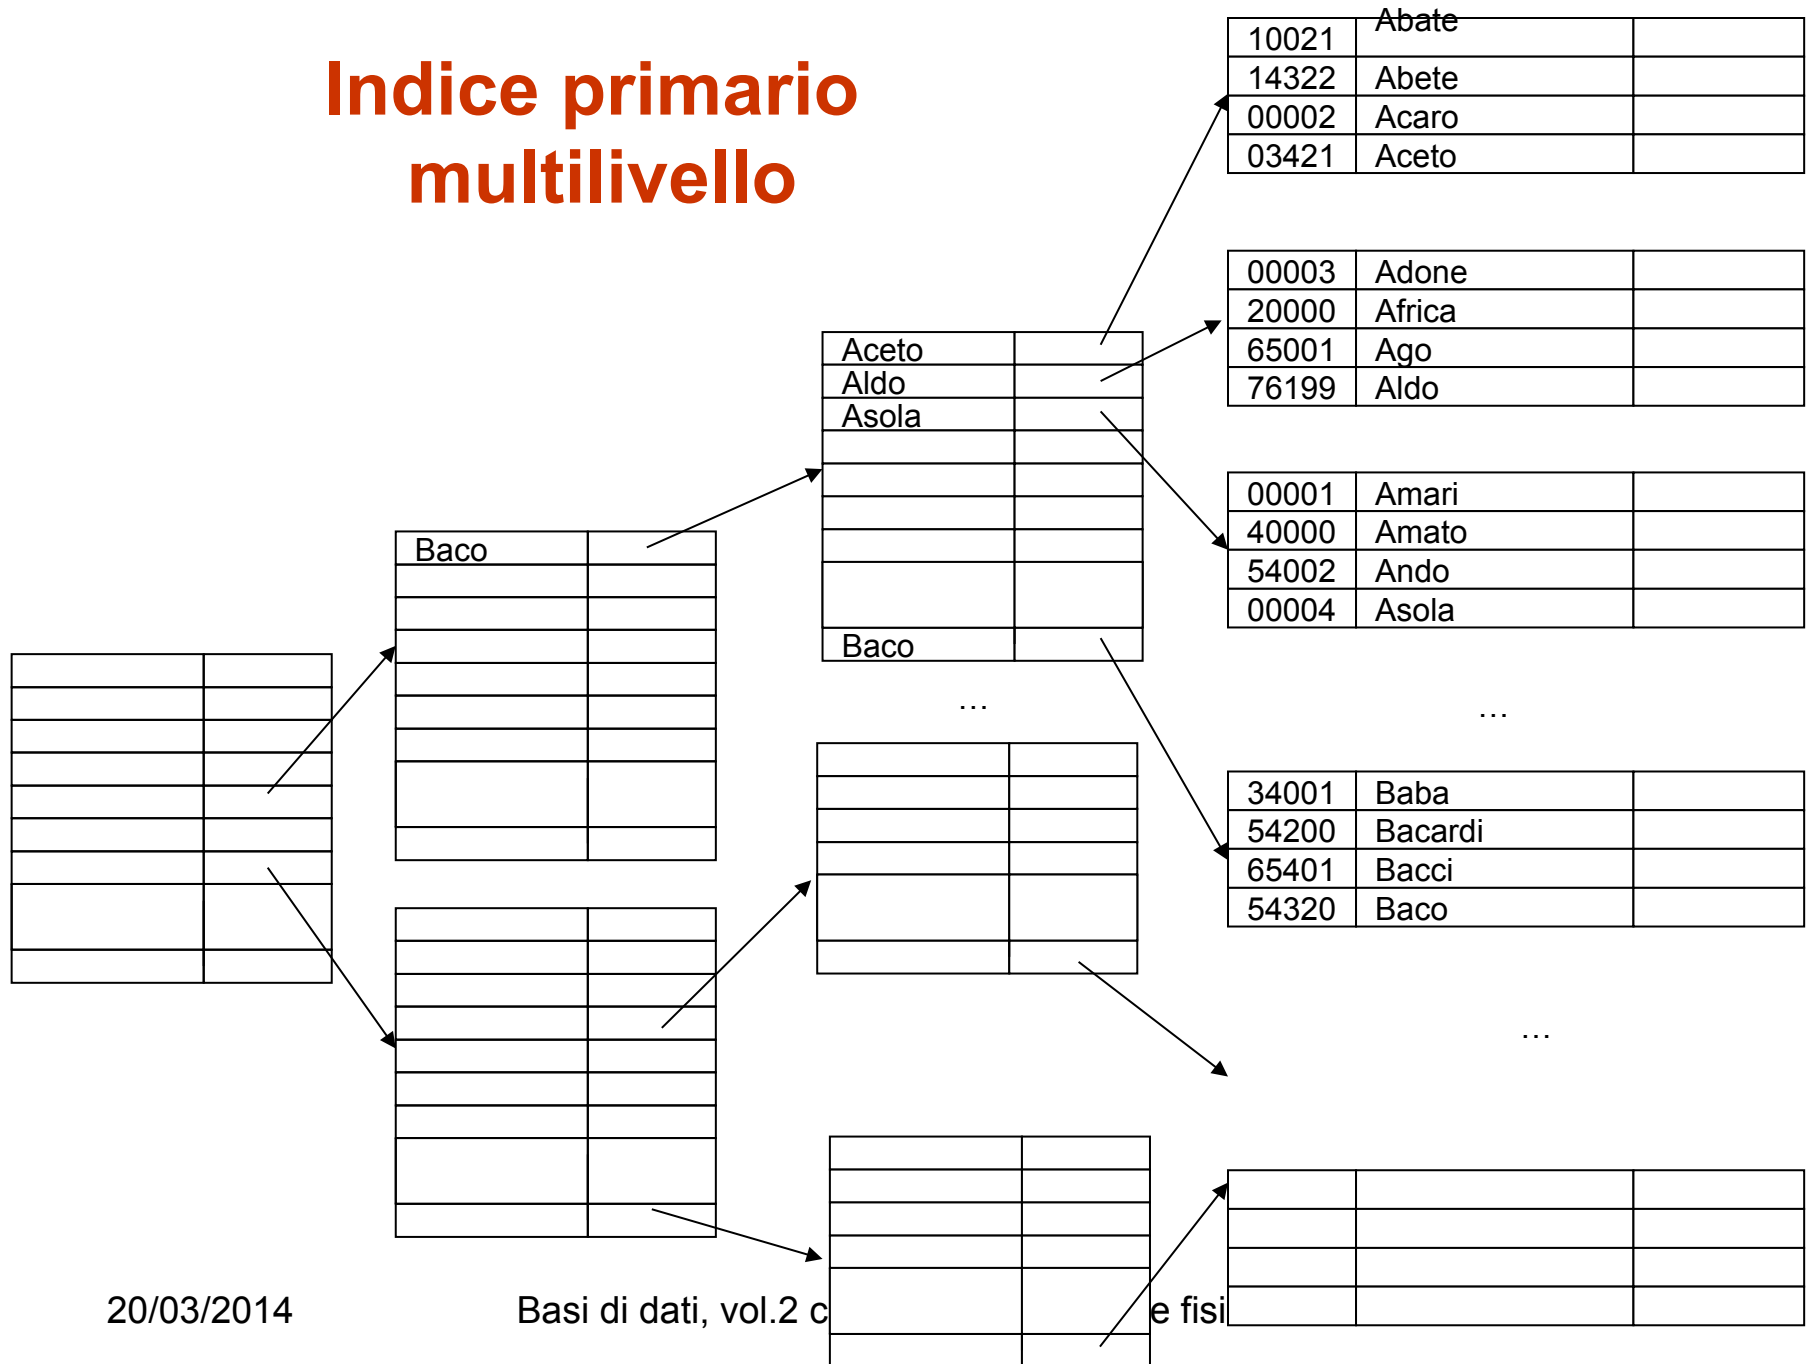 Indice primario
multilivello
10021 Abate
14322 Abete
00002 Acaro
03421 Aceto
00003 Adone
20000 Africa
65001 Ago
76199 Aldo
Aceto
Aldo
Asola
Baco
00001 Amari
40000 Amato
54002 Ando
00004 Asola
Baco
...
...
34001 Baba
54200 Bacardi
65401 Bacci
54320 Baco
...
20/03/2014
Basi di dati, vol.2 c
e fisi